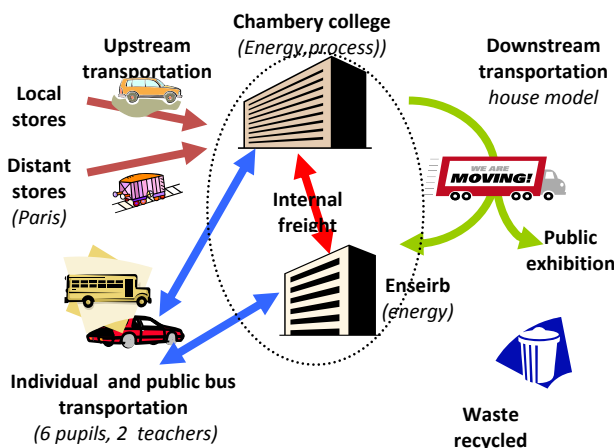 Chambery college
(Energy,process))
Upstream
transportation
Downstream
transportation
house model
Local
stores
Distant
stores
(Paris)
WE ARE
MOVING!
Internal
freight
Public
exhibition
Enseirb
(energy)
Individual and public bus
transportation
(6 pupils, 2 teachers)
Waste
recycled